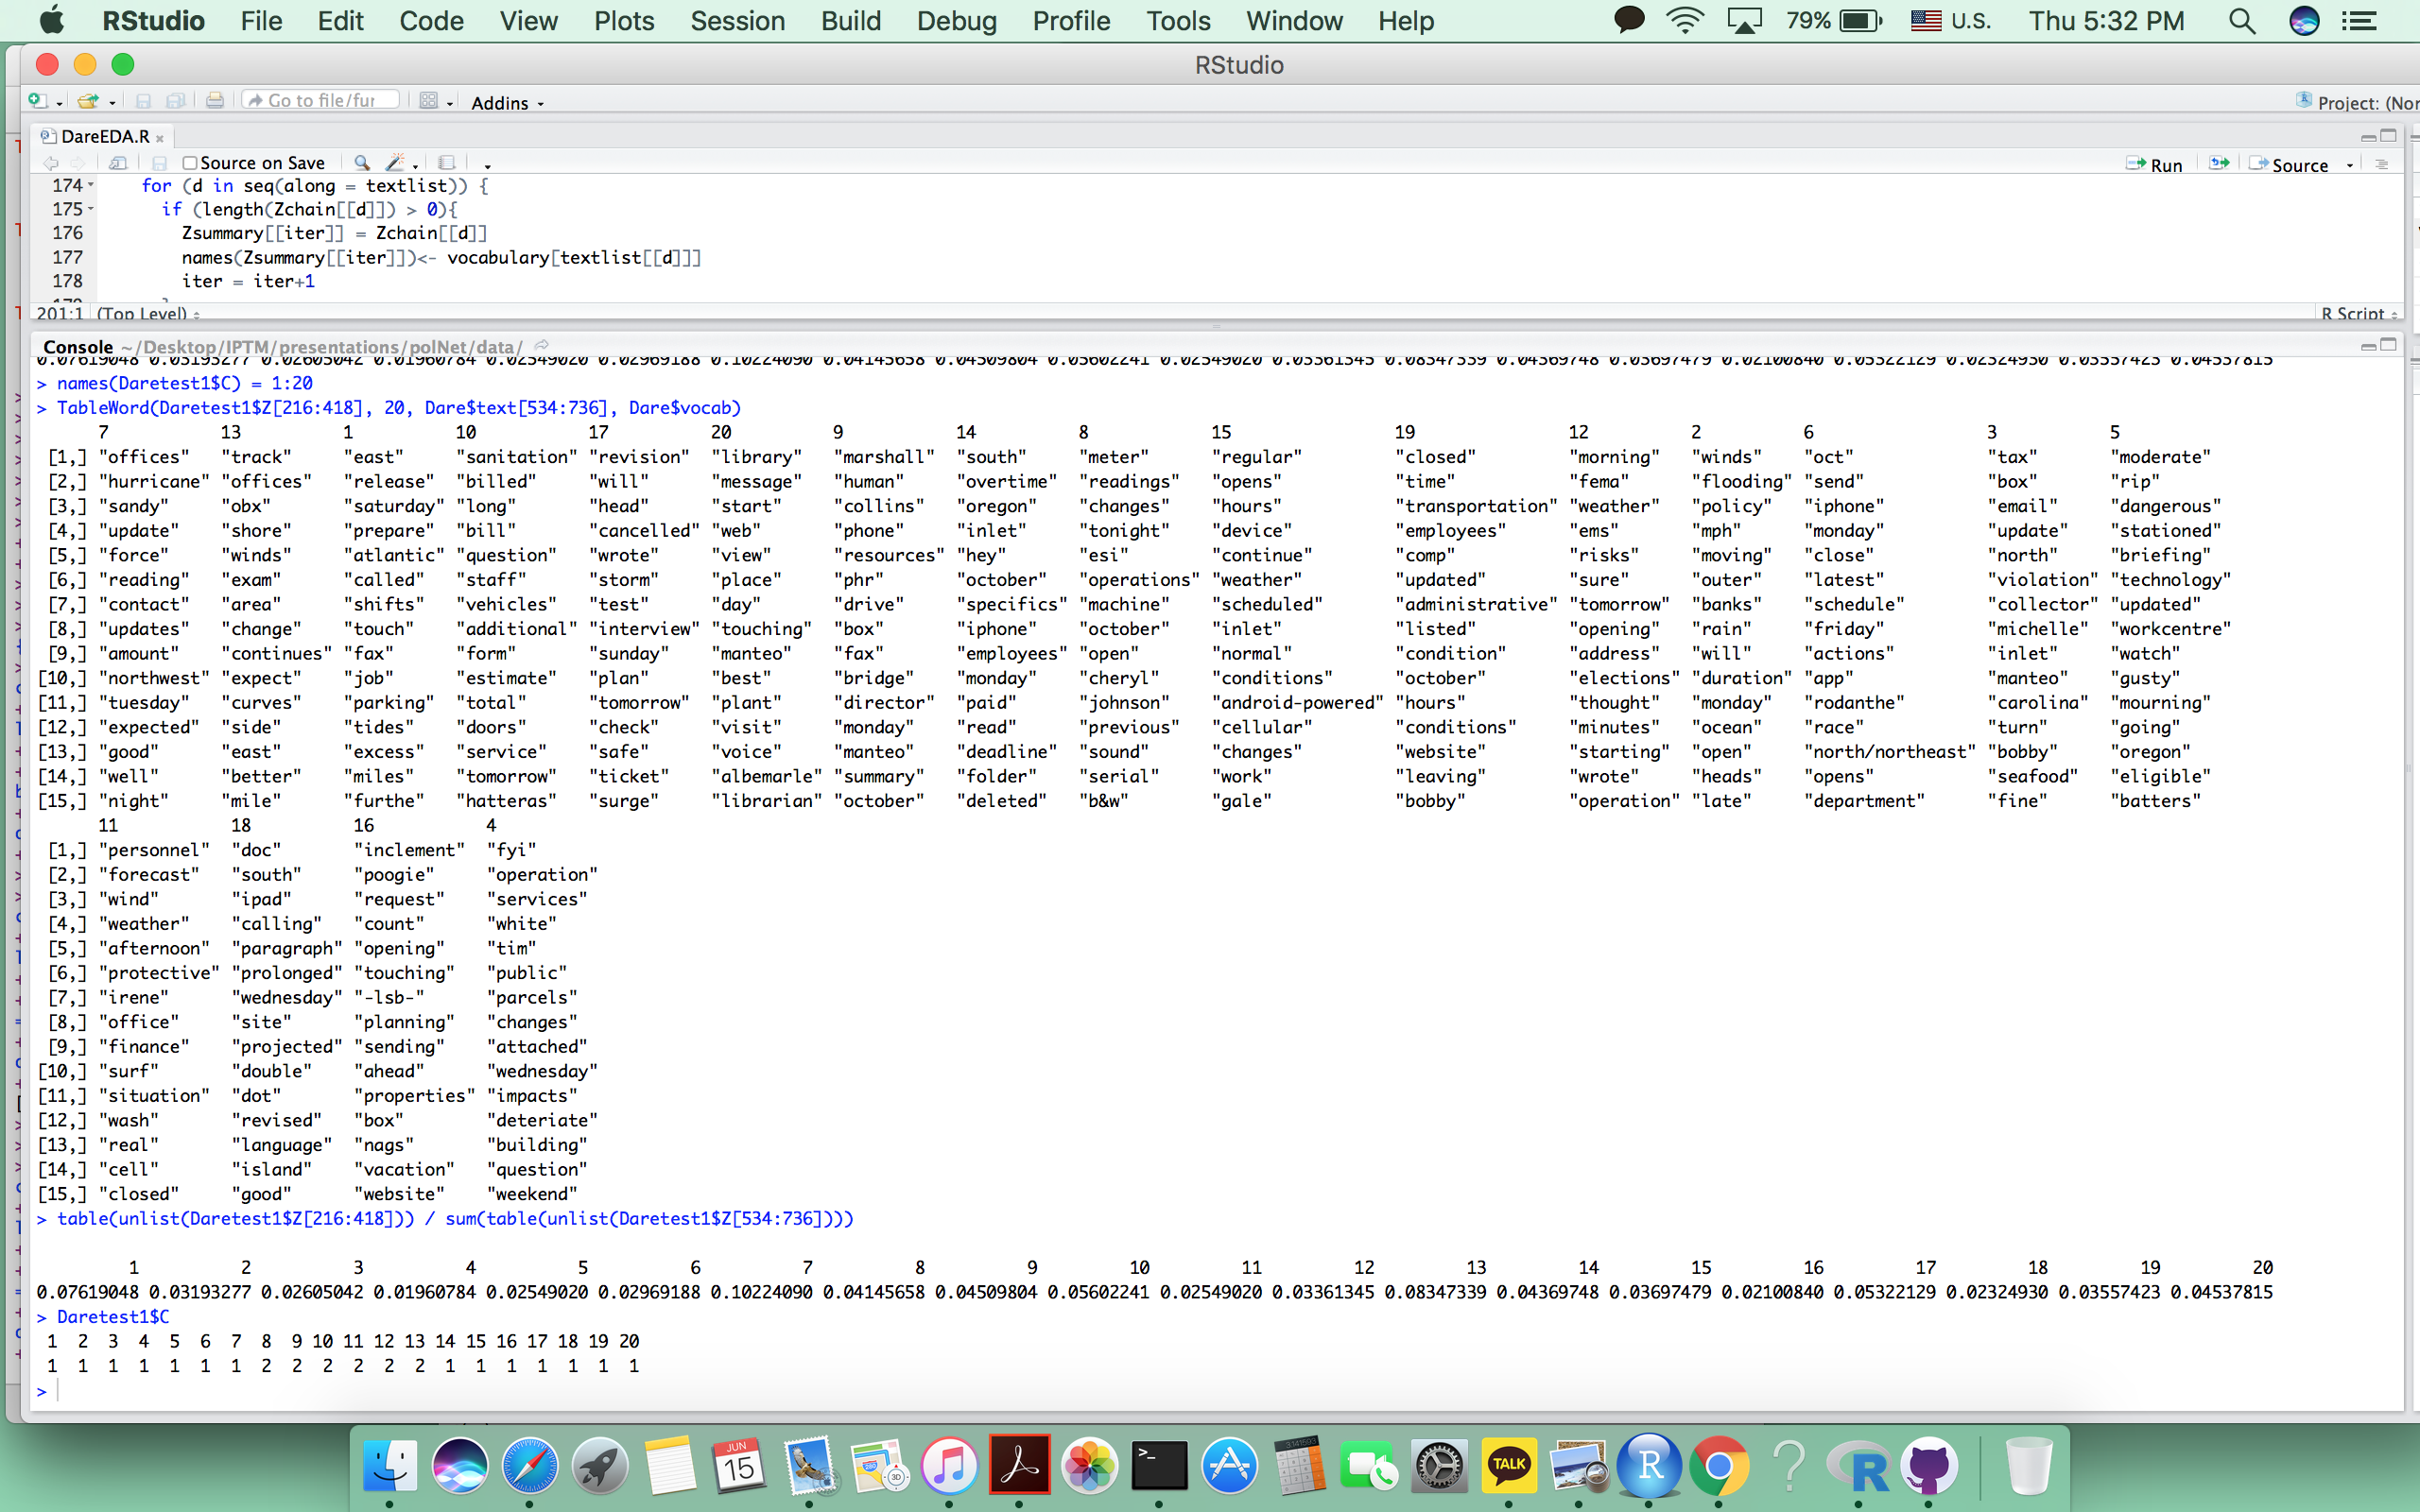 RStudio File Edit Code View Plots Session Build Debug Profile Tools Window Help 79% U.S. Thu 5:32 PM
RStudio
Go to file/fur Addins Project: (Nor
DareEDA.R
Source on Save Run Source
174 for (d in seq(along = textlist)) {
175 if (length(Zchain[[d]]) > 0){
176 Zsummary[[iter]] = Zchain[[d]]
177 names(Zsummary[[iter]])<- vocabulary[textlist[[d]]]
178 iter = iter+1
201:1 (Top Level) R Script
Console ~/Desktop/IPTM/presentations/polNet/data/
0.07619048 0.03193277 0.02605042 0.01960784 0.02549020 0.02969188 0.10224090 0.04145658 0.04509804 0.05602241 0.02549020 0.03361345 0.08347339 0.04369748 0.03697479 0.02100840 0.05322129 0.02324930 0.03557423 0.04537815
> names(Daretest1$C) = 1:20
> TableWord(Daretest1$Z[216:418], 20, Dare$text[534:736], Dare$vocab)
7 13 1 10 17 20 9 14 8 15 19 12 2 6 3 5
[1,] "offices" "track" "east" "sanitation" "revision" "library" "marshall" "south" "meter" "regular" "closed" "morning" "winds" "oct" "tax" "moderate"
[2,] "hurricane" "offices" "release" "billed" "will" "message" "human" "overtime" "readings" "opens" "time" "fema" "flooding" "send" "box" "rip"
[3,] "sandy" "obx" "saturday" "long" "head" "start" "collins" "oregon" "changes" "hours" "transportation" "weather" "policy" "iphone" "email" "dangerous"
[4,] "update" "shore" "prepare" "bill" "cancelled" "web" "phone" "inlet" "tonight" "device" "employees" "ems" "mph" "monday" "update" "stationed"
[5,] "force" "winds" "atlantic" "question" "wrote" "view" "resources" "hey" "esi" "continue" "comp" "risks" "moving" "close" "north" "briefing"
[6,] "reading" "exam" "called" "staff" "storm" "place" "phr" "october" "operations" "weather" "updated" "sure" "outer" "latest" "violation" "technology"
[7,] "contact" "area" "shifts" "vehicles" "test" "day" "drive" "specifics" "machine" "scheduled" "administrative" "tomorrow" "banks" "schedule" "collector" "updated"
[8,] "updates" "change" "touch" "additional" "interview" "touching" "box" "iphone" "october" "inlet" "listed" "opening" "rain" "friday" "michelle" "workcentre"
[9,] "amount" "continues" "fax" "form" "sunday" "manteo" "fax" "employees" "open" "normal" "condition" "address" "will" "actions" "inlet" "watch"
[10,] "northwest" "expect" "job" "estimate" "plan" "best" "bridge" "monday" "cheryl" "conditions" "october" "elections" "duration" "app" "manteo" "gusty"
[11,] "tuesday" "curves" "parking" "total" "tomorrow" "plant" "director" "paid" "johnson" "android-powered" "hours" "thought" "monday" "rodanthe" "carolina" "mourning"
[12,] "expected" "side" "tides" "doors" "check" "visit" "monday" "read" "previous" "cellular" "conditions" "minutes" "ocean" "race" "turn" "going"
[13,] "good" "east" "excess" "service" "safe" "voice" "manteo" "deadline" "sound" "changes" "website" "starting" "open" "north/northeast" "bobby" "oregon"
[14,] "well" "better" "miles" "tomorrow" "ticket" "albemarle" "summary" "folder" "serial" "work" "leaving" "wrote" "heads" "opens" "seafood" "eligible"
[15,] "night" "mile" "furthe" "hatteras" "surge" "librarian" "october" "deleted" "b&w" "gale" "bobby" "operation" "late" "department" "fine" "batters"
11 18 16 4
[1,] "personnel" "doc" "inclement" "fyi"
[2,] "forecast" "south" "poogie" "operation"
[3,] "wind" "ipad" "request" "services"
[4,] "weather" "calling" "count" "white"
[5,] "afternoon" "paragraph" "opening" "tim"
[6,] "protective" "prolonged" "touching" "public"
[7,] "irene" "wednesday" "-lsb-" "parcels"
[8,] "office" "site" "planning" "changes"
[9,] "finance" "projected" "sending" "attached"
[10,] "surf" "double" "ahead" "wednesday"
[11,] "situation" "dot" "properties" "impacts"
[12,] "wash" "revised" "box" "deteriate"
[13,] "real" "language" "nags" "building"
[14,] "cell" "island" "vacation" "question"
[15,] "closed" "good" "website" "weekend"
> table(unlist(Daretest1$Z[216:418])) / sum(table(unlist(Daretest1$Z[534:736])))
1 2 3 4 5 6 7 8 9 10 11 12 13 14 15 16 17 18 19 20
0.07619048 0.03193277 0.02605042 0.01960784 0.02549020 0.02969188 0.10224090 0.04145658 0.04509804 0.05602241 0.02549020 0.03361345 0.08347339 0.04369748 0.03697479 0.02100840 0.05322129 0.02324930 0.03557423 0.04537815
> Daretest1$C
1 2 3 4 5 6 7 8 9 10 11 12 13 14 15 16 17 18 19 20
1 1 1 1 1 1 1 2 2 2 2 2 2 1 1 1 1 1 1 1
>
JUN
15
TALK